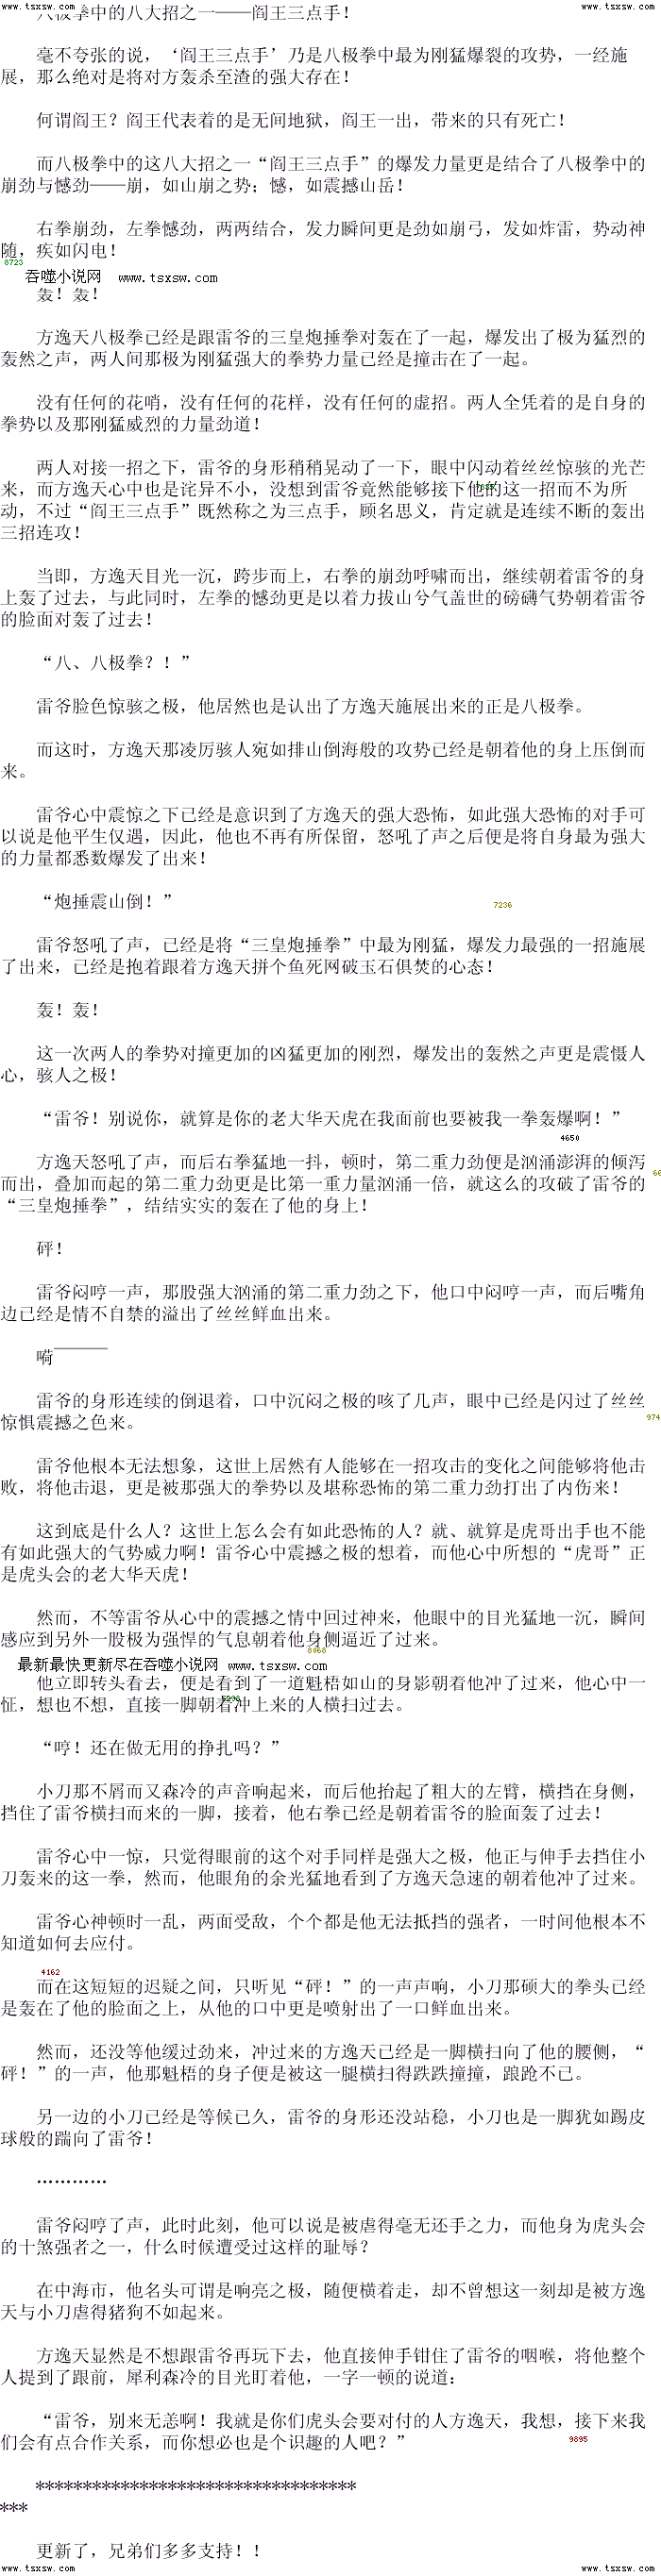 www.tsxsw.com www.tsxsw.com
八极拳中的八大招之一——阎王三点手！
毫不夸张的说，‘阎王三点手’乃是八极拳中最为刚猛爆裂的攻势，一经施
展，那么绝对是将对方轰杀至渣的强大存在！
何谓阎王？阎王代表着的是无间地狱，阎王一出，带来的只有死亡！
而八极拳中的这八大招之一“阎王三点手”的爆发力量更是结合了八极拳中的
崩劲与憾劲——崩，如山崩之势；憾，如震撼山岳！
右拳崩劲，左拳憾劲，两两结合，发力瞬间更是劲如崩弓，发如炸雷，势动神
随，疾如闪电！
8723
吞噬小说网 www.tsxsw.com
轰！轰！
方逸天八极拳已经是跟雷爷的三皇炮捶拳对轰在了一起，爆发出了极为猛烈的
轰然之声，两人间那极为刚猛强大的拳势力量已经是撞击在了一起。
没有任何的花哨，没有任何的花样，没有任何的虚招。两人全凭着的是自身的
拳势以及那刚猛威烈的力量劲道！
两人对接一招之下，雷爷的身形稍稍晃动了一下，眼中闪动着丝丝惊骇的光芒
来，而方逸天心中也是诧异不小，没想到雷爷竟然能够接下他的这一招而不为所
动，不过“阎王三点手”既然称之为三点手，顾名思义，肯定就是连续不断的轰出
三招连攻！
当即，方逸天目光一沉，跨步而上，右拳的崩劲呼啸而出，继续朝着雷爷的身
上轰了过去，与此同时，左拳的憾劲更是以着力拔山兮气盖世的磅礴气势朝着雷爷
的脸面对轰了过去！
“八、八极拳？！”
雷爷脸色惊骇之极，他居然也是认出了方逸天施展出来的正是八极拳。
而这时，方逸天那凌厉骇人宛如排山倒海般的攻势已经是朝着他的身上压倒而
来。
雷爷心中震惊之下已经是意识到了方逸天的强大恐怖，如此强大恐怖的对手可
以说是他平生仅遇，因此，他也不再有所保留，怒吼了声之后便是将自身最为强大
的力量都悉数爆发了出来！
“炮捶震山倒！”
7236
雷爷怒吼了声，已经是将“三皇炮捶拳”中最为刚猛，爆发力最强的一招施展
了出来，已经是抱着跟着方逸天拼个鱼死网破玉石俱焚的心态！
轰！轰！
这一次两人的拳势对撞更加的凶猛更加的刚烈，爆发出的轰然之声更是震慑人
心，骇人之极！
“雷爷！别说你，就算是你的老大华天虎在我面前也要被我一拳轰爆啊！”
4650
方逸天怒吼了声，而后右拳猛地一抖，顿时，第二重力劲便是汹涌澎湃的倾泻
而出，叠加而起的第二重力劲更是比第一重力量汹涌一倍，就这么的攻破了雷爷的
“三皇炮捶拳”，结结实实的轰在了他的身上！
砰！
雷爷闷哼一声，那股强大汹涌的第二重力劲之下，他口中闷哼一声，而后嘴角
边已经是情不自禁的溢出了丝丝鲜血出来。
嗬———
雷爷的身形连续的倒退着，口中沉闷之极的咳了几声，眼中已经是闪过了丝丝
惊惧震撼之色来。
974
雷爷他根本无法想象，这世上居然有人能够在一招攻击的变化之间能够将他击
败，将他击退，更是被那强大的拳势以及堪称恐怖的第二重力劲打出了内伤来！
这到底是什么人？这世上怎么会有如此恐怖的人？就、就算是虎哥出手也不能
有如此强大的气势威力啊！雷爷心中震撼之极的想着，而他心中所想的“虎哥”正
是虎头会的老大华天虎！
然而，不等雷爷从心中的震撼之情中回过神来，他眼中的目光猛地一沉，瞬间
感应到另外一股极为强悍的气息朝着他身侧逼近了过来。
8068
最新最快更新尽在吞噬小说网 www.tsxsw.com
他立即转头看去，便是看到了一道魁梧如山的身影朝着他冲了过来，他心中一
怔，想也不想，直接一脚朝着冲上来的人横扫过去。
“哼！还在做无用的挣扎吗？”
小刀那不屑而又森冷的声音响起来，而后他抬起了粗大的左臂，横挡在身侧，
挡住了雷爷横扫而来的一脚，接着，他右拳已经是朝着雷爷的脸面轰了过去！
雷爷心中一惊，只觉得眼前的这个对手同样是强大之极，他正与伸手去挡住小
刀轰来的这一拳，然而，他眼角的余光猛地看到了方逸天急速的朝着他冲了过来。
雷爷心神顿时一乱，两面受敌，个个都是他无法抵挡的强者，一时间他根本不
知道如何去应付。
4162
而在这短短的迟疑之间，只听见“砰！”的一声声响，小刀那硕大的拳头已经
是轰在了他的脸面之上，从他的口中更是喷射出了一口鲜血出来。
然而，还没等他缓过劲来，冲过来的方逸天已经是一脚横扫向了他的腰侧，“
砰！”的一声，他那魁梧的身子便是被这一腿横扫得跌跌撞撞，踉跄不已。
另一边的小刀已经是等候已久，雷爷的身形还没站稳，小刀也是一脚犹如踢皮
球般的踹向了雷爷！
…………
雷爷闷哼了声，此时此刻，他可以说是被虐得毫无还手之力，而他身为虎头会
的十煞强者之一，什么时候遭受过这样的耻辱？
在中海市，他名头可谓是响亮之极，随便横着走，却不曾想这一刻却是被方逸
天与小刀虐得猪狗不如起来。
方逸天显然是不想跟雷爷再玩下去，他直接伸手钳住了雷爷的咽喉，将他整个
人提到了跟前，犀利森冷的目光盯着他，一字一顿的说道：
“雷爷，别来无恙啊！我就是你们虎头会要对付的人方逸天，我想，接下来我
们会有点合作关系，而你想必也是个识趣的人吧？”
9895
**********************************
***
更新了，兄弟们多多支持！！
www.tsxsw.com www.tsxsw.com